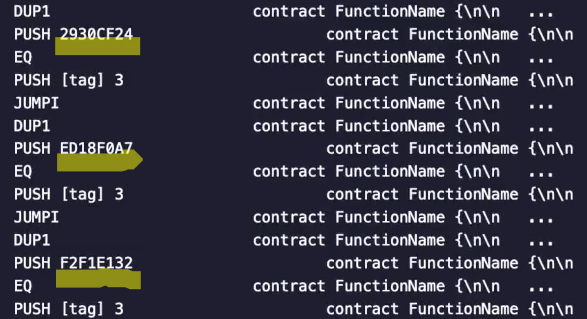 DUP1 contract FunctionName {\n\n ...
PUSH 2930CF24 contract FunctionName {\n\n
EQ contract FunctionName {\n\n ...
PUSH [tag] 3 contract FunctionName {\n\n
JUMPI contract FunctionName {\n\n ...
DUP1 contract FunctionName {\n\n ...
PUSH ED18F0A7 contract FunctionName {\n\n
EQ contract FunctionName {\n\n ...
PUSH [tag] 3 contract FunctionName {\n\n
JUMPI contract FunctionName {\n\n ...
DUP1 contract FunctionName {\n\n ...
PUSH F2F1E132 contract FunctionName {\n\n
EQ contract FunctionName {\n\n ...
PUSH [tag] 3 contract FunctionName {\n\n